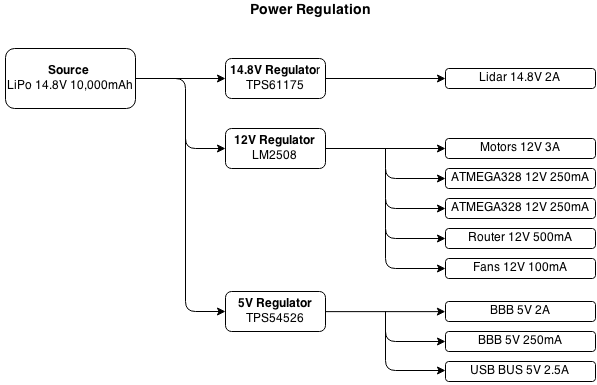 Power Regulation
Source
LiPo 14.8V 10,000mAh
14.8V Regulator
TPS61175
Lidar 14.8V 2A
12V Regulator
LM2508
Motors 12V 3A
ATMEGA328 12V 250mA
ATMEGA328 12V 250mA
Router 12V 500mA
Fans 12V 100mA
5V Regulator
TPS54526
BBB 5V 2A
BBB 5V 250mA
USB BUS 5V 2.5A